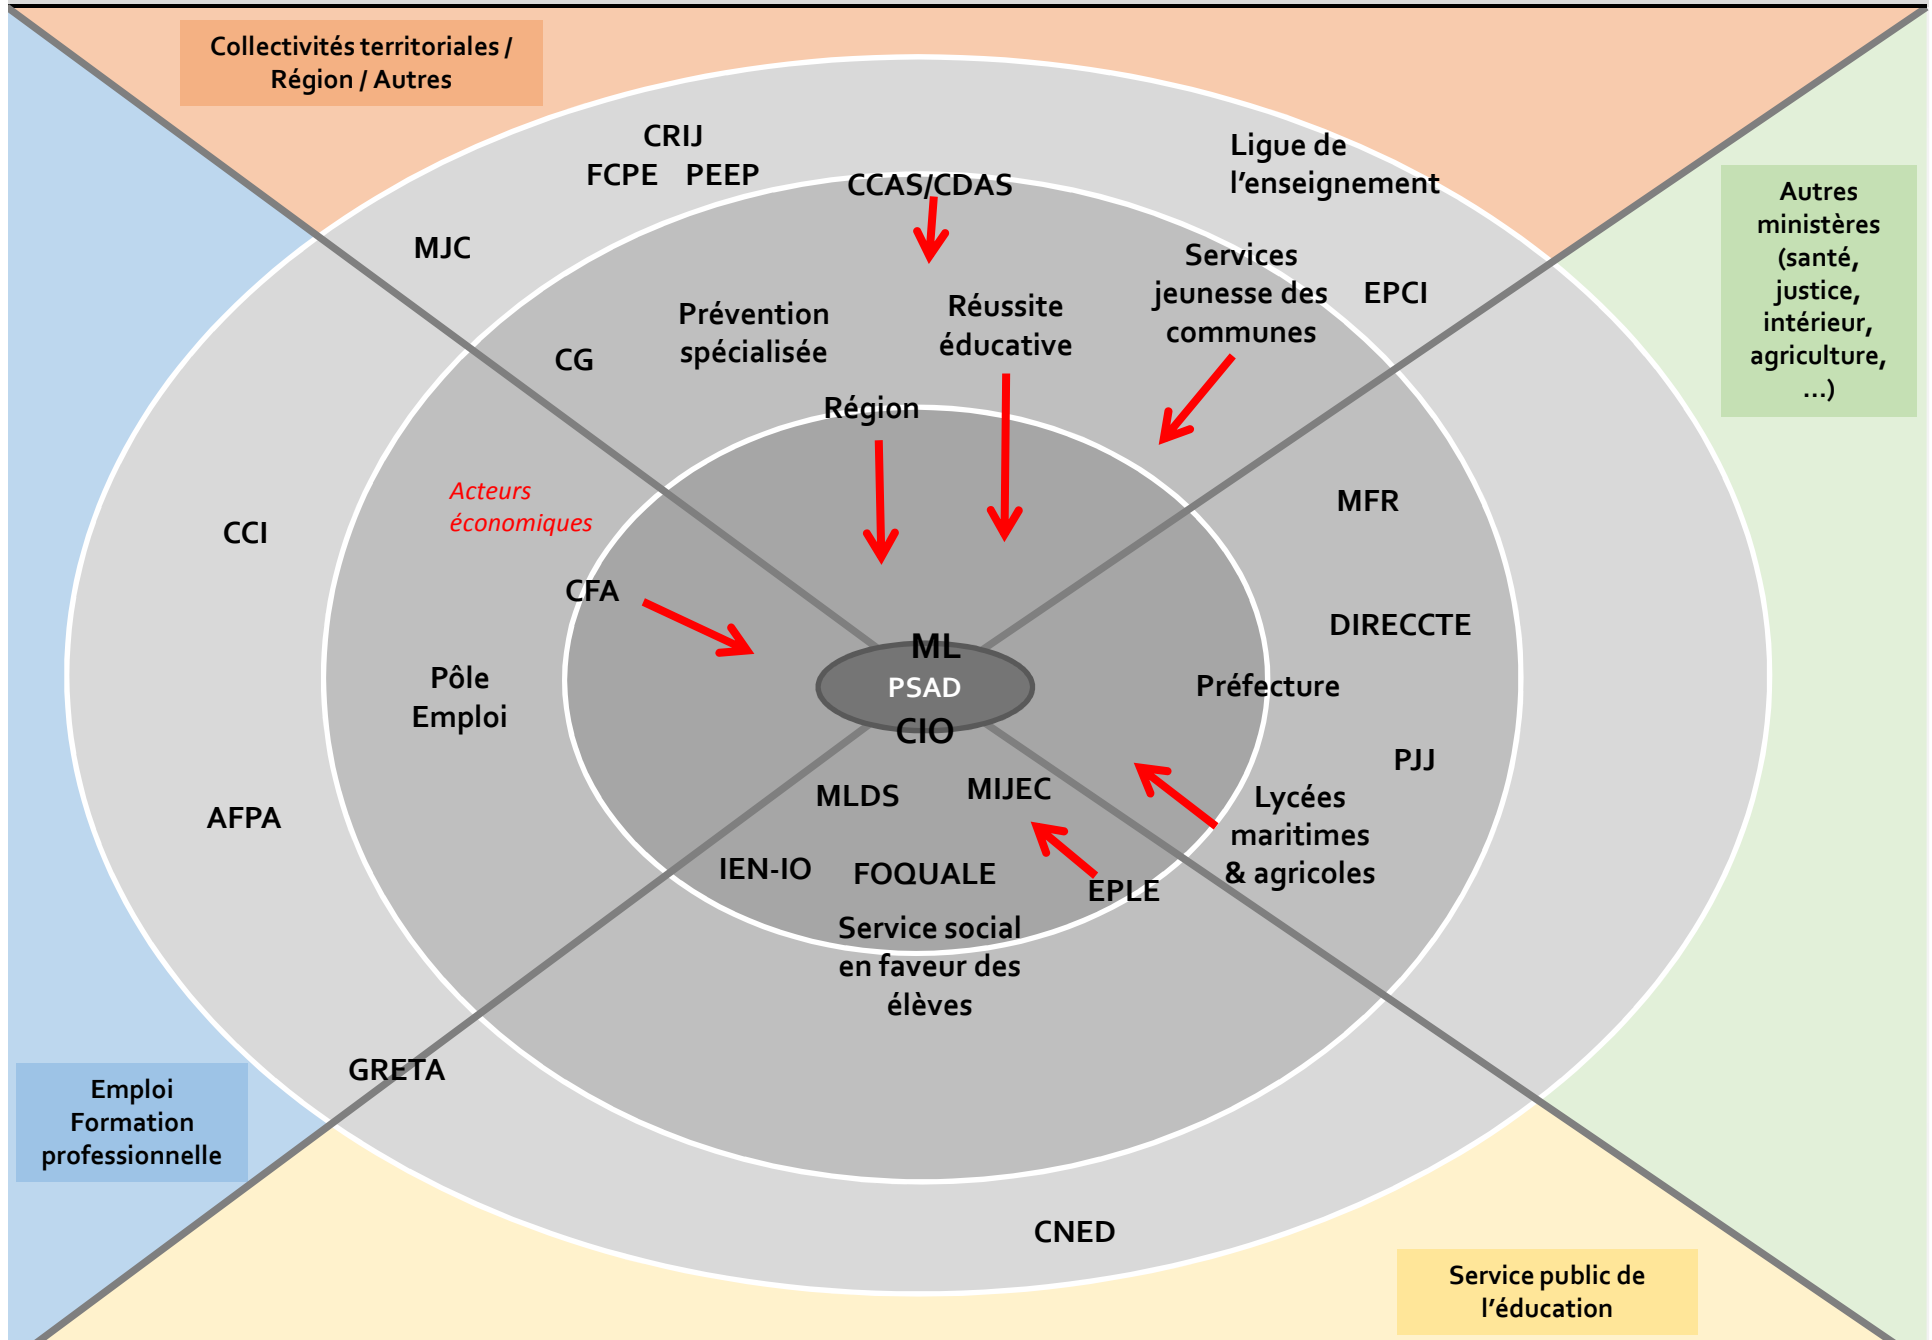 Collectivités territoriales /
Région / Autres
CRIJ
FCPE PEEP
CCAS/CDAS
Ligue de
l'enseignement
MJC
Autres
ministères
(santé,
justice,
intérieur,
agriculture,
...)
Services
jeunesse des
communes
EPCI
Prévention
spécialisée
Réussite
éducative
CG
Région
Acteurs
économiques
MFR
CCI
CFA
DIRECCTE
ML
PSAD
CIO
Pôle
Emploi
Préfecture
PJJ
MLDS
MIJEC
Lycées
maritimes
& agricoles
AFPA
IEN-IO
FOQUALE
EPLE
Service social
en faveur des
élèves
GRETA
Emploi
Formation
professionnelle
CNED
Service public de
l'éducation